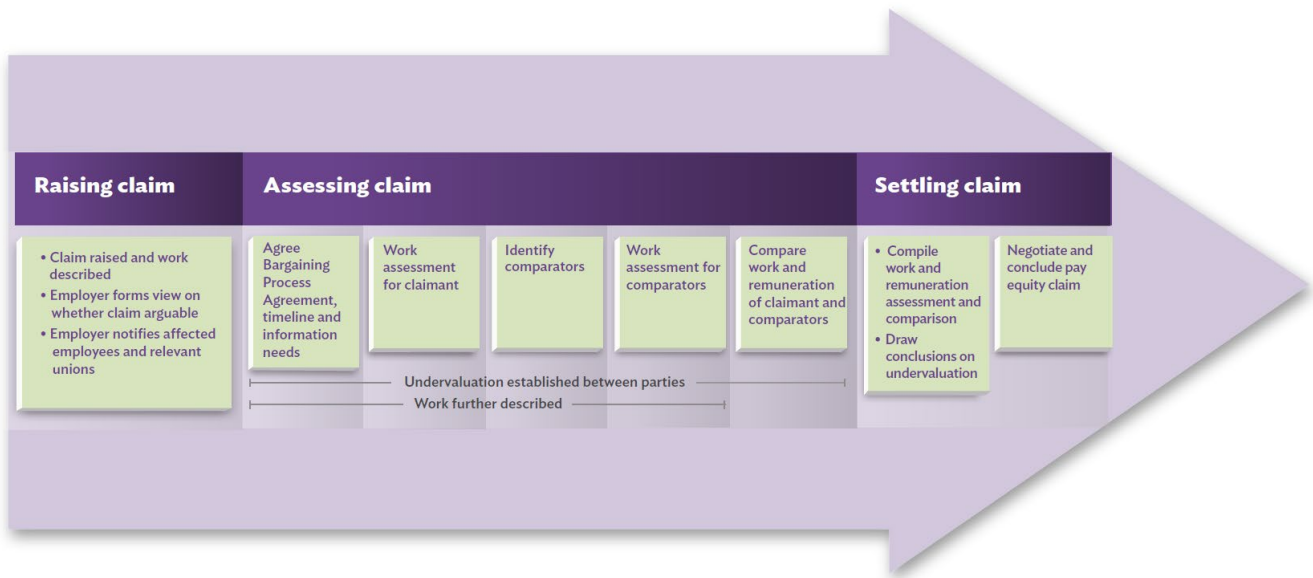 Raising claim
Assessing claim
Settling claim
• Claim raised and work
described
• Employer forms view on
whether claim arguable
• Employer notifies affected
employees and relevant
unions
Agree
Bargaining
Process
Agreement,
timeline and
information
needs
Work
assessment
for claimant
Identify
comparators
Work
assessment for
comparators
Compare
work and
remuneration
of claimant and
comparators
• Compile
work and
remuneration
assessment and
comparison
• Draw
conclusions on
undervaluation
Negotiate and
conclude pay
equity claim
Undervaluation established between parties
Work further described